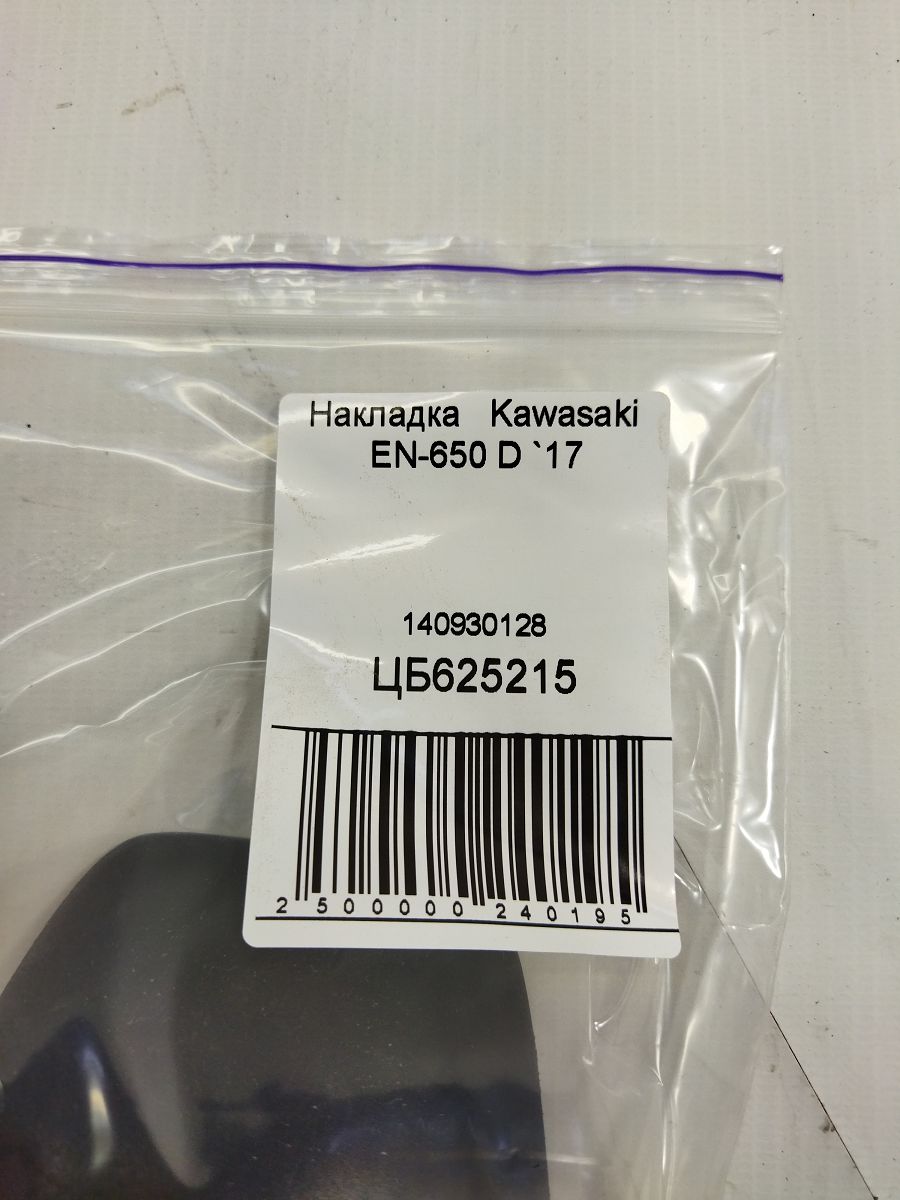 Накладка Kawasaki
EN-650 D `17
140930128
ЦБ625215
2 500000 240195